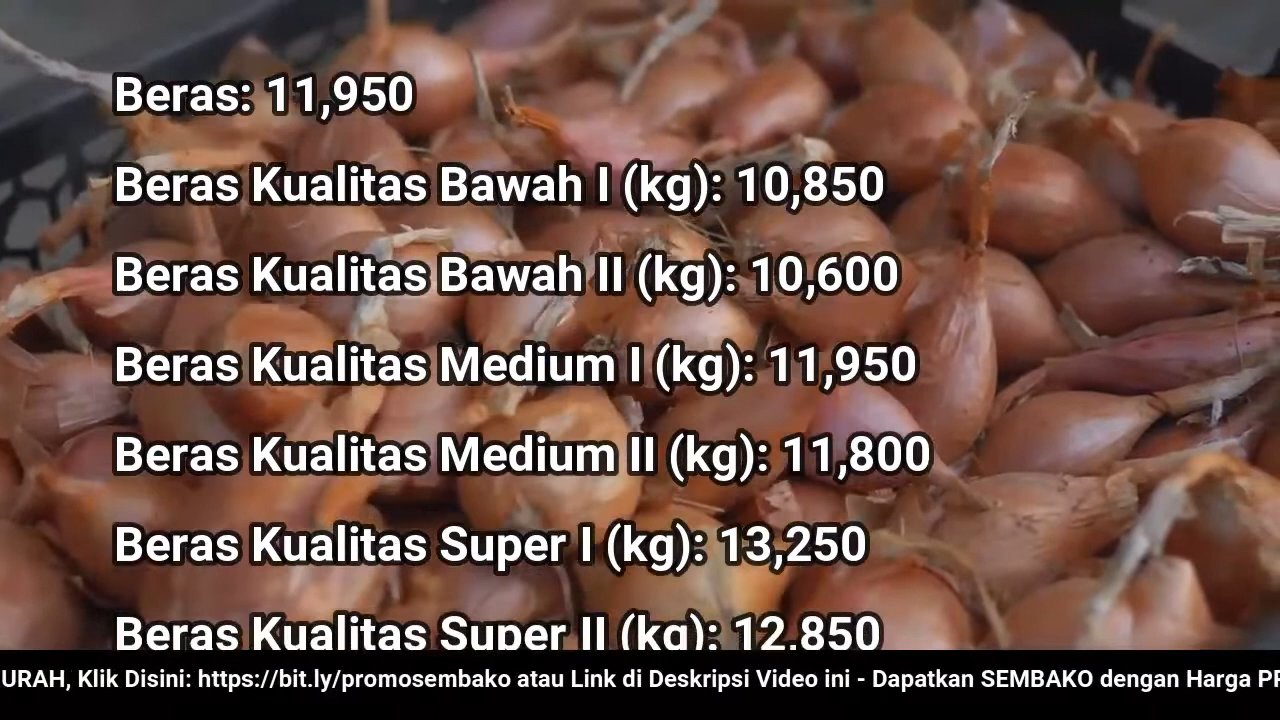 Beras: 11,950
Beras Kualitas Bawah I (kg): 10,850
Beras Kualitas Bawah II (kg): 10,600
Beras Kualitas Medium I (kg): 11,950
Beras Kualitas Medium II (kg): 11,800
Beras Kualitas Super I (kg): 13,250
Beras Kualitas Super II (kg): 12,850
URAH, Klik Disini: https://bit.ly/promosembako atau Link di Deskripsi Video ini - Dapatkan SEMBAKO dengan Harga